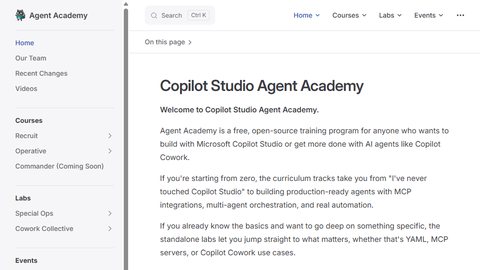 Agent Academy
Search Ctrl K
Home Courses Labs Events
Home
Our Team
Recent Changes
Videos
Courses
Recruit
Operative
Commander (Coming Soon)
Labs
Special Ops
Cowork Collective
Events
On this page
Copilot Studio Agent Academy
Welcome to Copilot Studio Agent Academy.
Agent Academy is a free, open-source training program for anyone who wants to
build with Microsoft Copilot Studio or get more done with AI agents like Copilot
Cowork.
If you're starting from zero, the curriculum tracks take you from "I've never
touched Copilot Studio" to building production-ready agents with MCP
integrations, multi-agent orchestration, and real automation.
If you already know the basics and want to go deep on something specific, the
standalone labs let you jump straight to what matters, whether that's YAML, MCP
servers, or Copilot Cowork use cases.